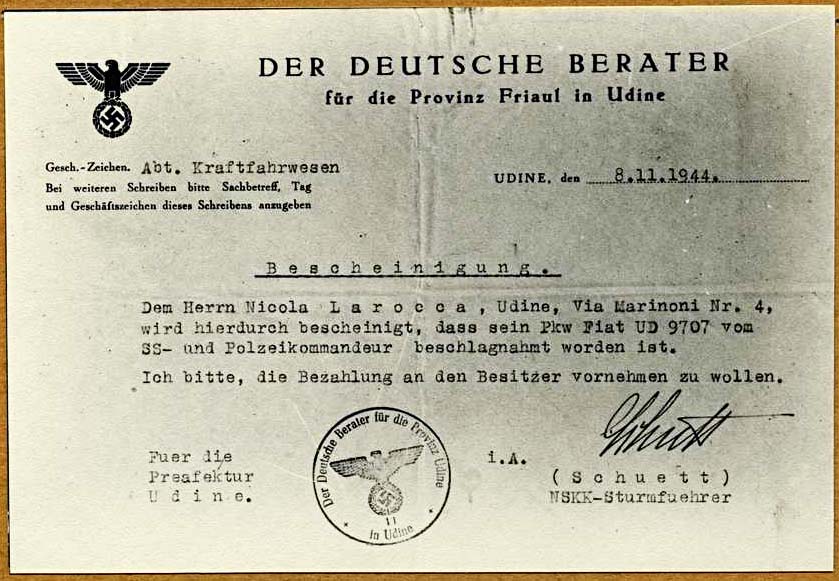 DER DEUTSCHE BERATER
für die Provinz Friaul in Udine
Gesch.-Zeichen. Abt. Kraftfahrwesen
Bei weiteren Schreiben bitte Sachbetreff, Tag
und Geschäftszeichen dieses Schreibens anzugeben
UDINE, den 8.11.1944.
Bescheinigung.
Dem Herrn Nicola Larocca, Udine, Via Marinoni Nr. 4,
wird hierdurch bescheinigt, dass sein Pkw Fiat UD 9707 vom
SS- und Polzeikommandeur beschlagnahmt worden ist.
Ich bitte, die Bezahlung an den Besitzer vornehmen zu wollen.
Fuer die
Preafektur
Udine.
Der Deutsche Berater für die Provinz Udine
11
in Udine
i.A.
Schuett
(Schuett)
NSKK-Sturmfuehrer